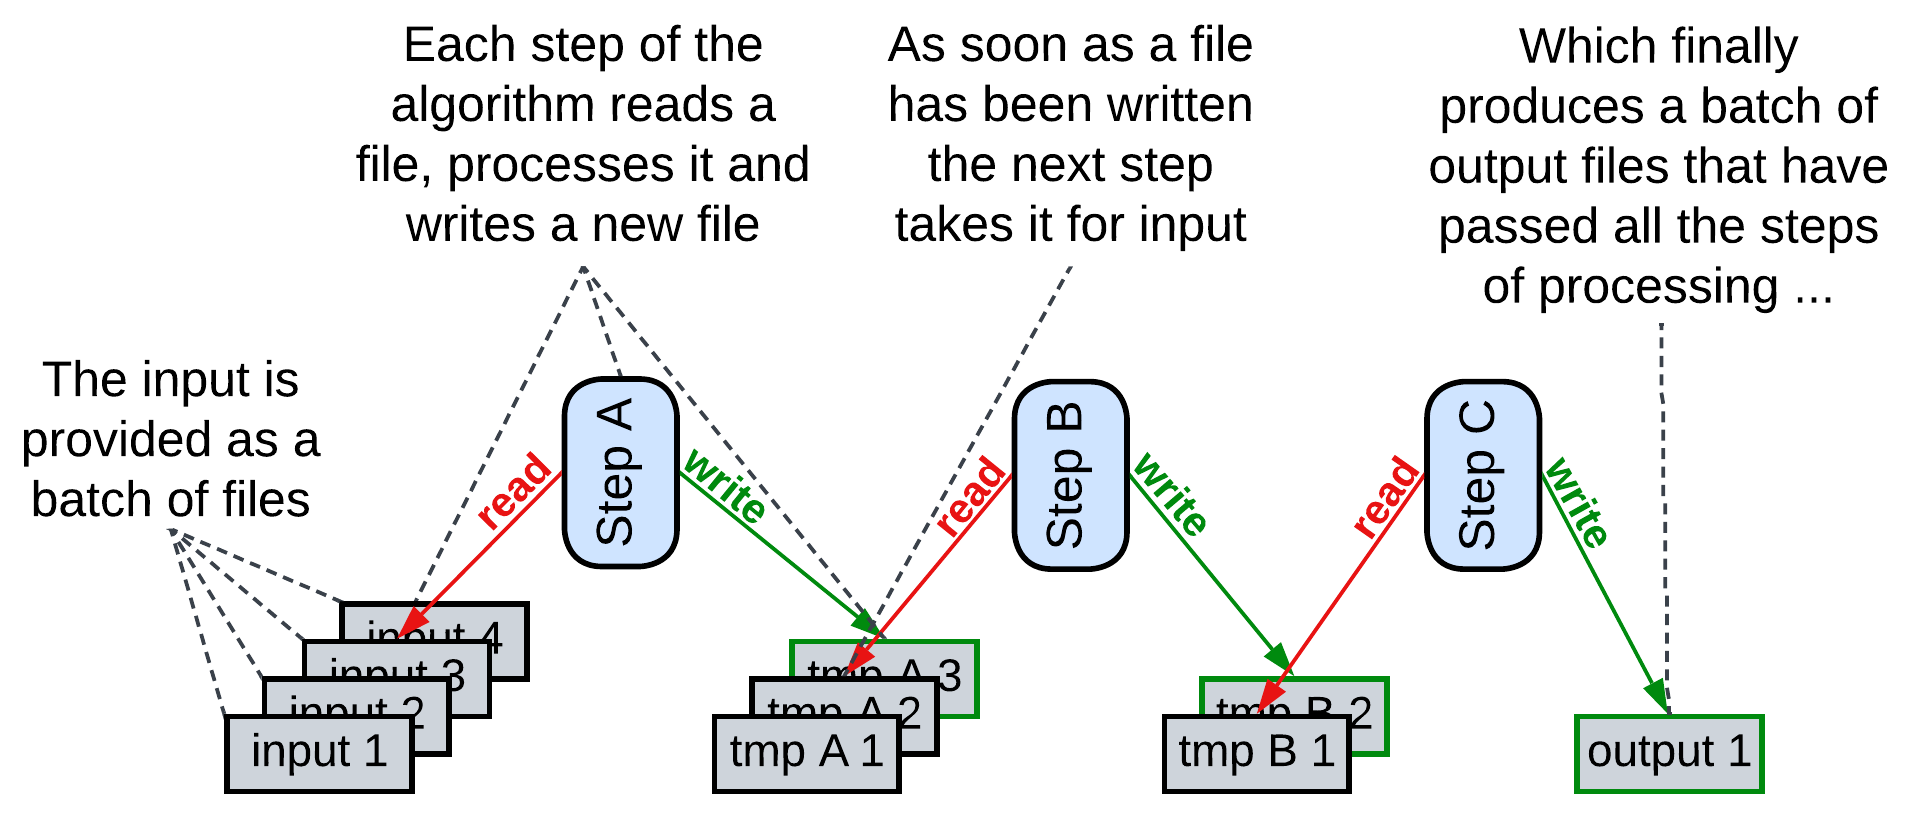 Each step of the
algorithm reads a
file, processes it and
writes a new file
As soon as a file
has been written
the next step
takes it for input
Which finally
produces a batch of
output files that have
passed all the steps
of processing ...
The input is
provided as a
batch of files
read
Step A
write
read
Step B
write
read
Step C
write
input 4
input 3
input 2
input 1
tmp A 3
tmp A 2
tmp A 1
tmp B 2
tmp B 1
output 1